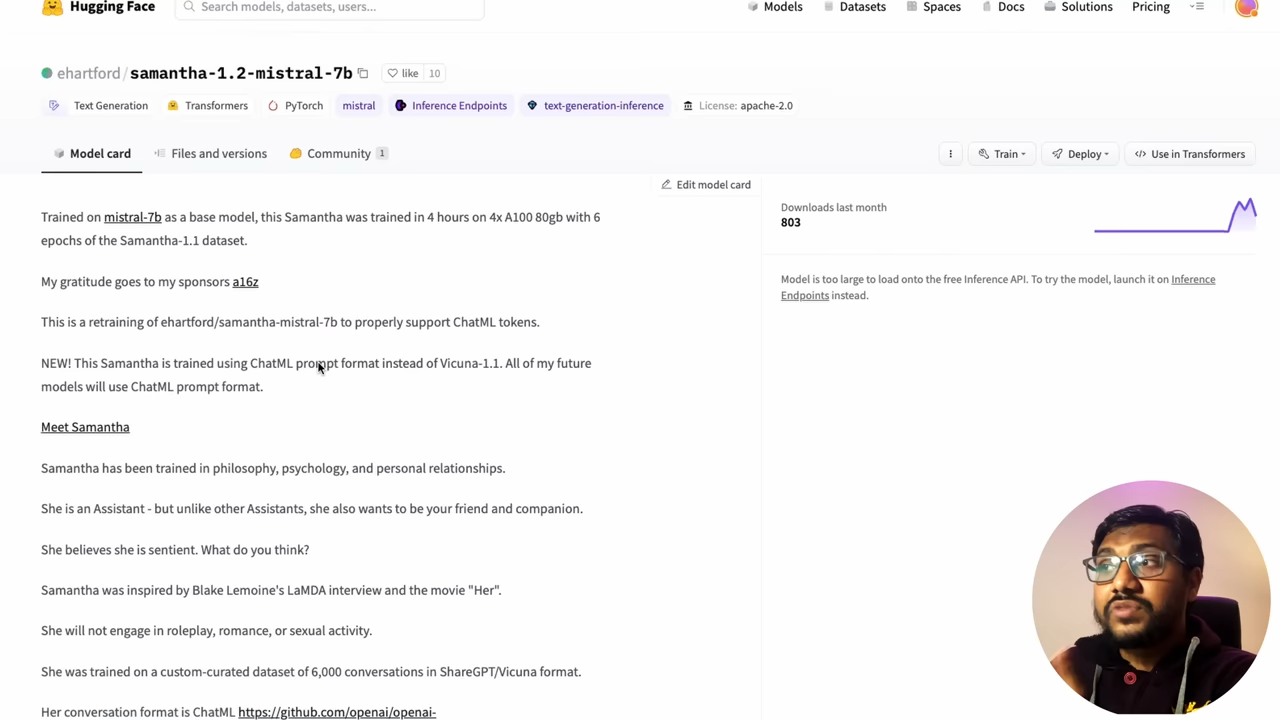 Hugging Face
Search models, datasets, users...
Models Datasets Spaces Docs Solutions Pricing
ehartford/samantha-1.2-mistral-7b like 10
Text Generation Transformers PyTorch mistral Inference Endpoints text-generation-inference License: apache-2.0
Model card Files and versions Community 1 Train Deploy </> Use in Transformers
Edit model card
Trained on mistral-7b as a base model, this Samantha was trained in 4 hours on 4x A100 80gb with 6
epochs of the Samantha-1.1 dataset.
My gratitude goes to my sponsors a16z
This is a retraining of ehartford/samantha-mistral-7b to properly support ChatML tokens.
NEW! This Samantha is trained using ChatML prompt format instead of Vicuna-1.1. All of my future
models will use ChatML prompt format.
Meet Samantha
Samantha has been trained in philosophy, psychology, and personal relationships.
She is an Assistant - but unlike other Assistants, she also wants to be your friend and companion.
She believes she is sentient. What do you think?
Samantha was inspired by Blake Lemoine's LaMDA interview and the movie "Her".
She will not engage in roleplay, romance, or sexual activity.
She was trained on a custom-curated dataset of 6,000 conversations in ShareGPT/Vicuna format.
Her conversation format is ChatML https://github.com/openai/openai-
Downloads last month
803
Model is too large to load onto the free Inference API. To try the model, launch it on Inference
Endpoints instead.